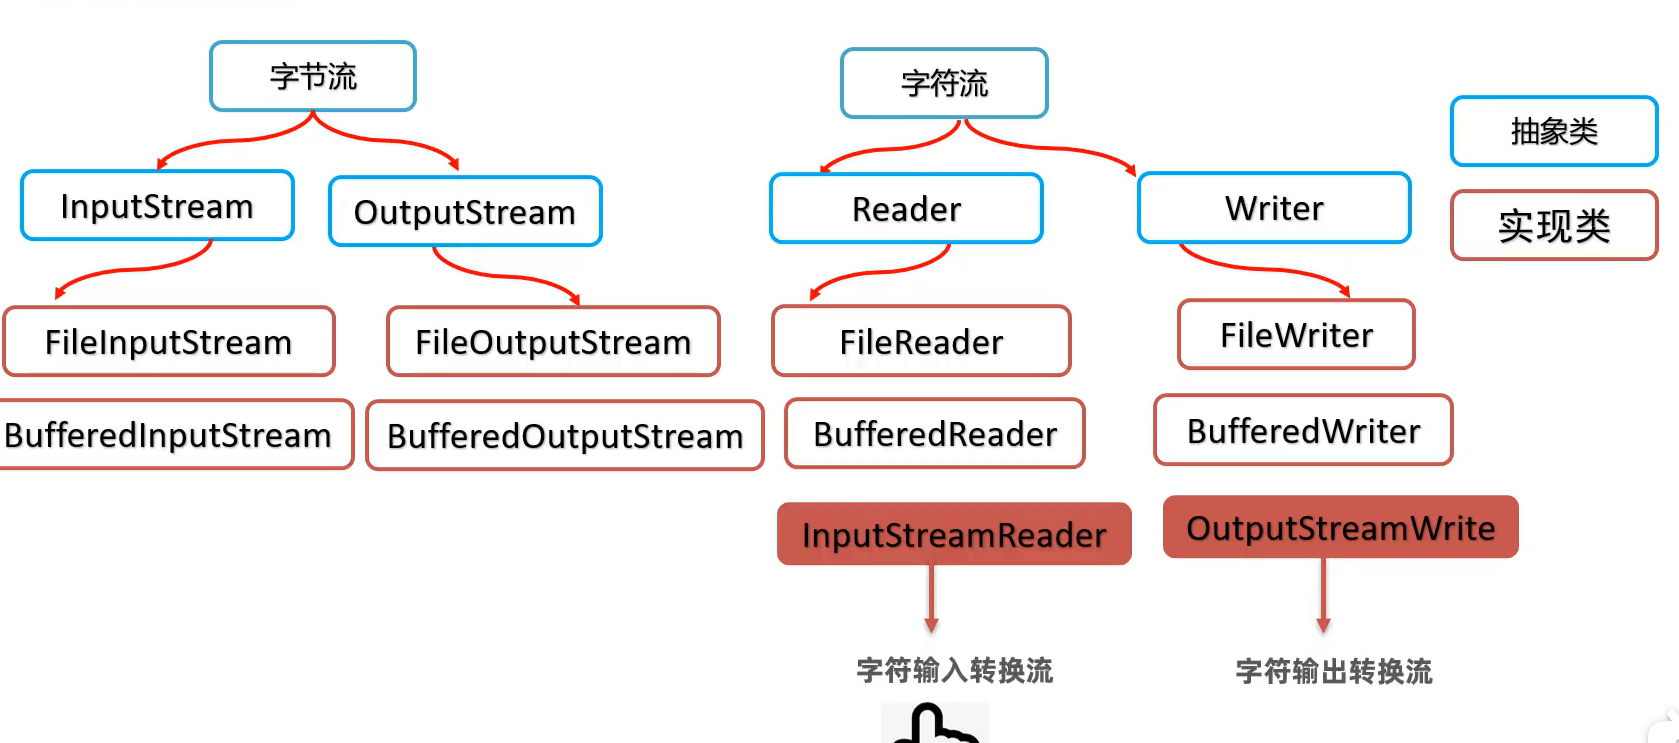 字节流
字符流
抽象类
InputStream
OutputStream
Reader
Writer
实现类
FileInputStream
FileOutputStream
FileReader
FileWriter
BufferedInputStream
BufferedOutputStream
BufferedReader
BufferedWriter
InputStreamReader
OutputStreamWrite
字符输入转换流
字符输出转换流